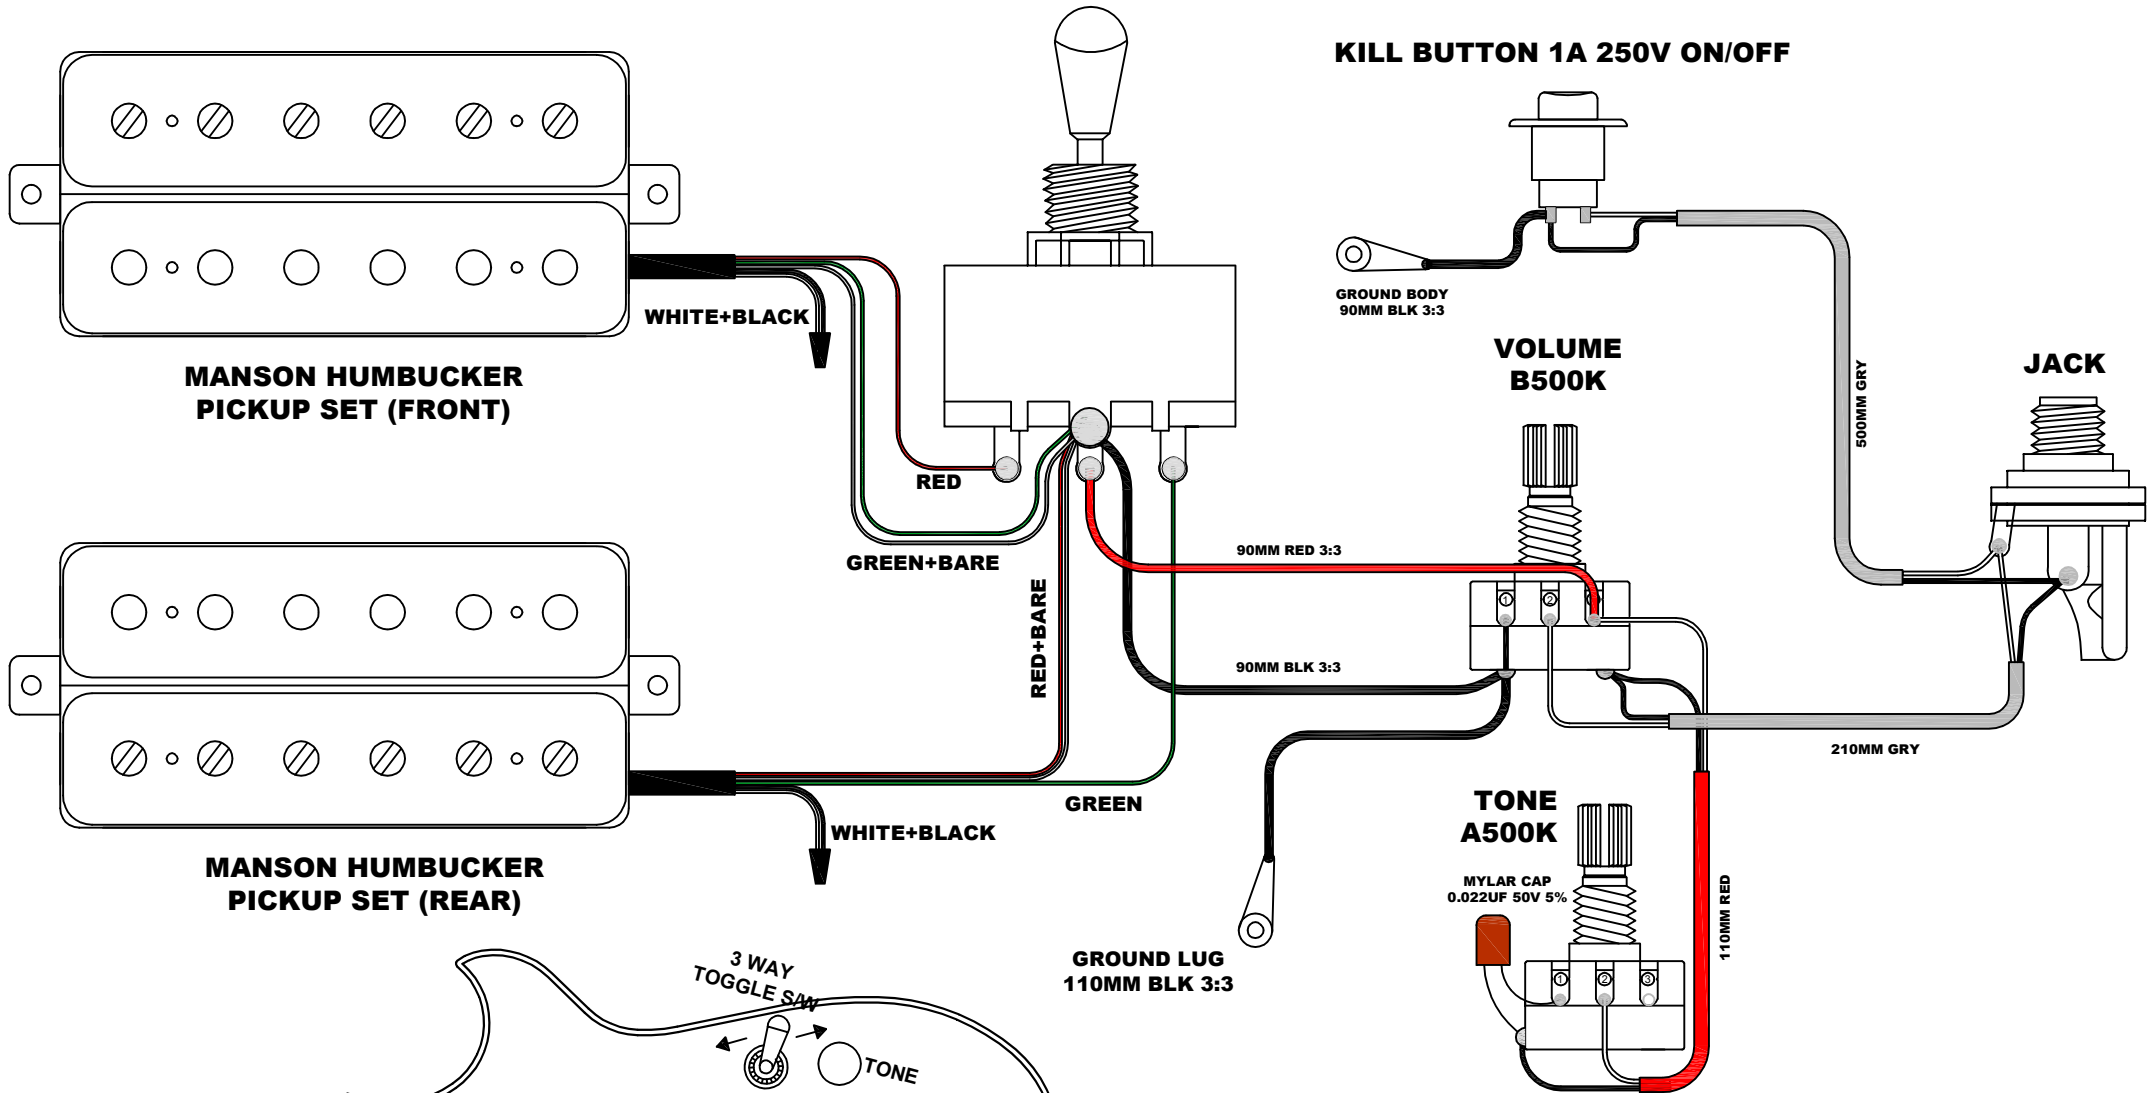 KILL BUTTON 1A 250V ON/OFF
GROUND BODY
90MM BLK 3:3
WHITE+BLACK
MANSON HUMBUCKER
PICKUP SET (FRONT)
VOLUME
B500K
JACK
500MM GRY
RED
GREEN+BARE
90MM RED 3:3
1
2
RED+BARE
90MM BLK 3:3
210MM GRY
GREEN
WHITE+BLACK
MANSON HUMBUCKER
PICKUP SET (REAR)
TONE
A500K
MYLAR CAP
0.022UF 50V 5%
110MM RED
1
2
3
GROUND LUG
110MM BLK 3:3
3 WAY
TOGGLE S/W
TONE